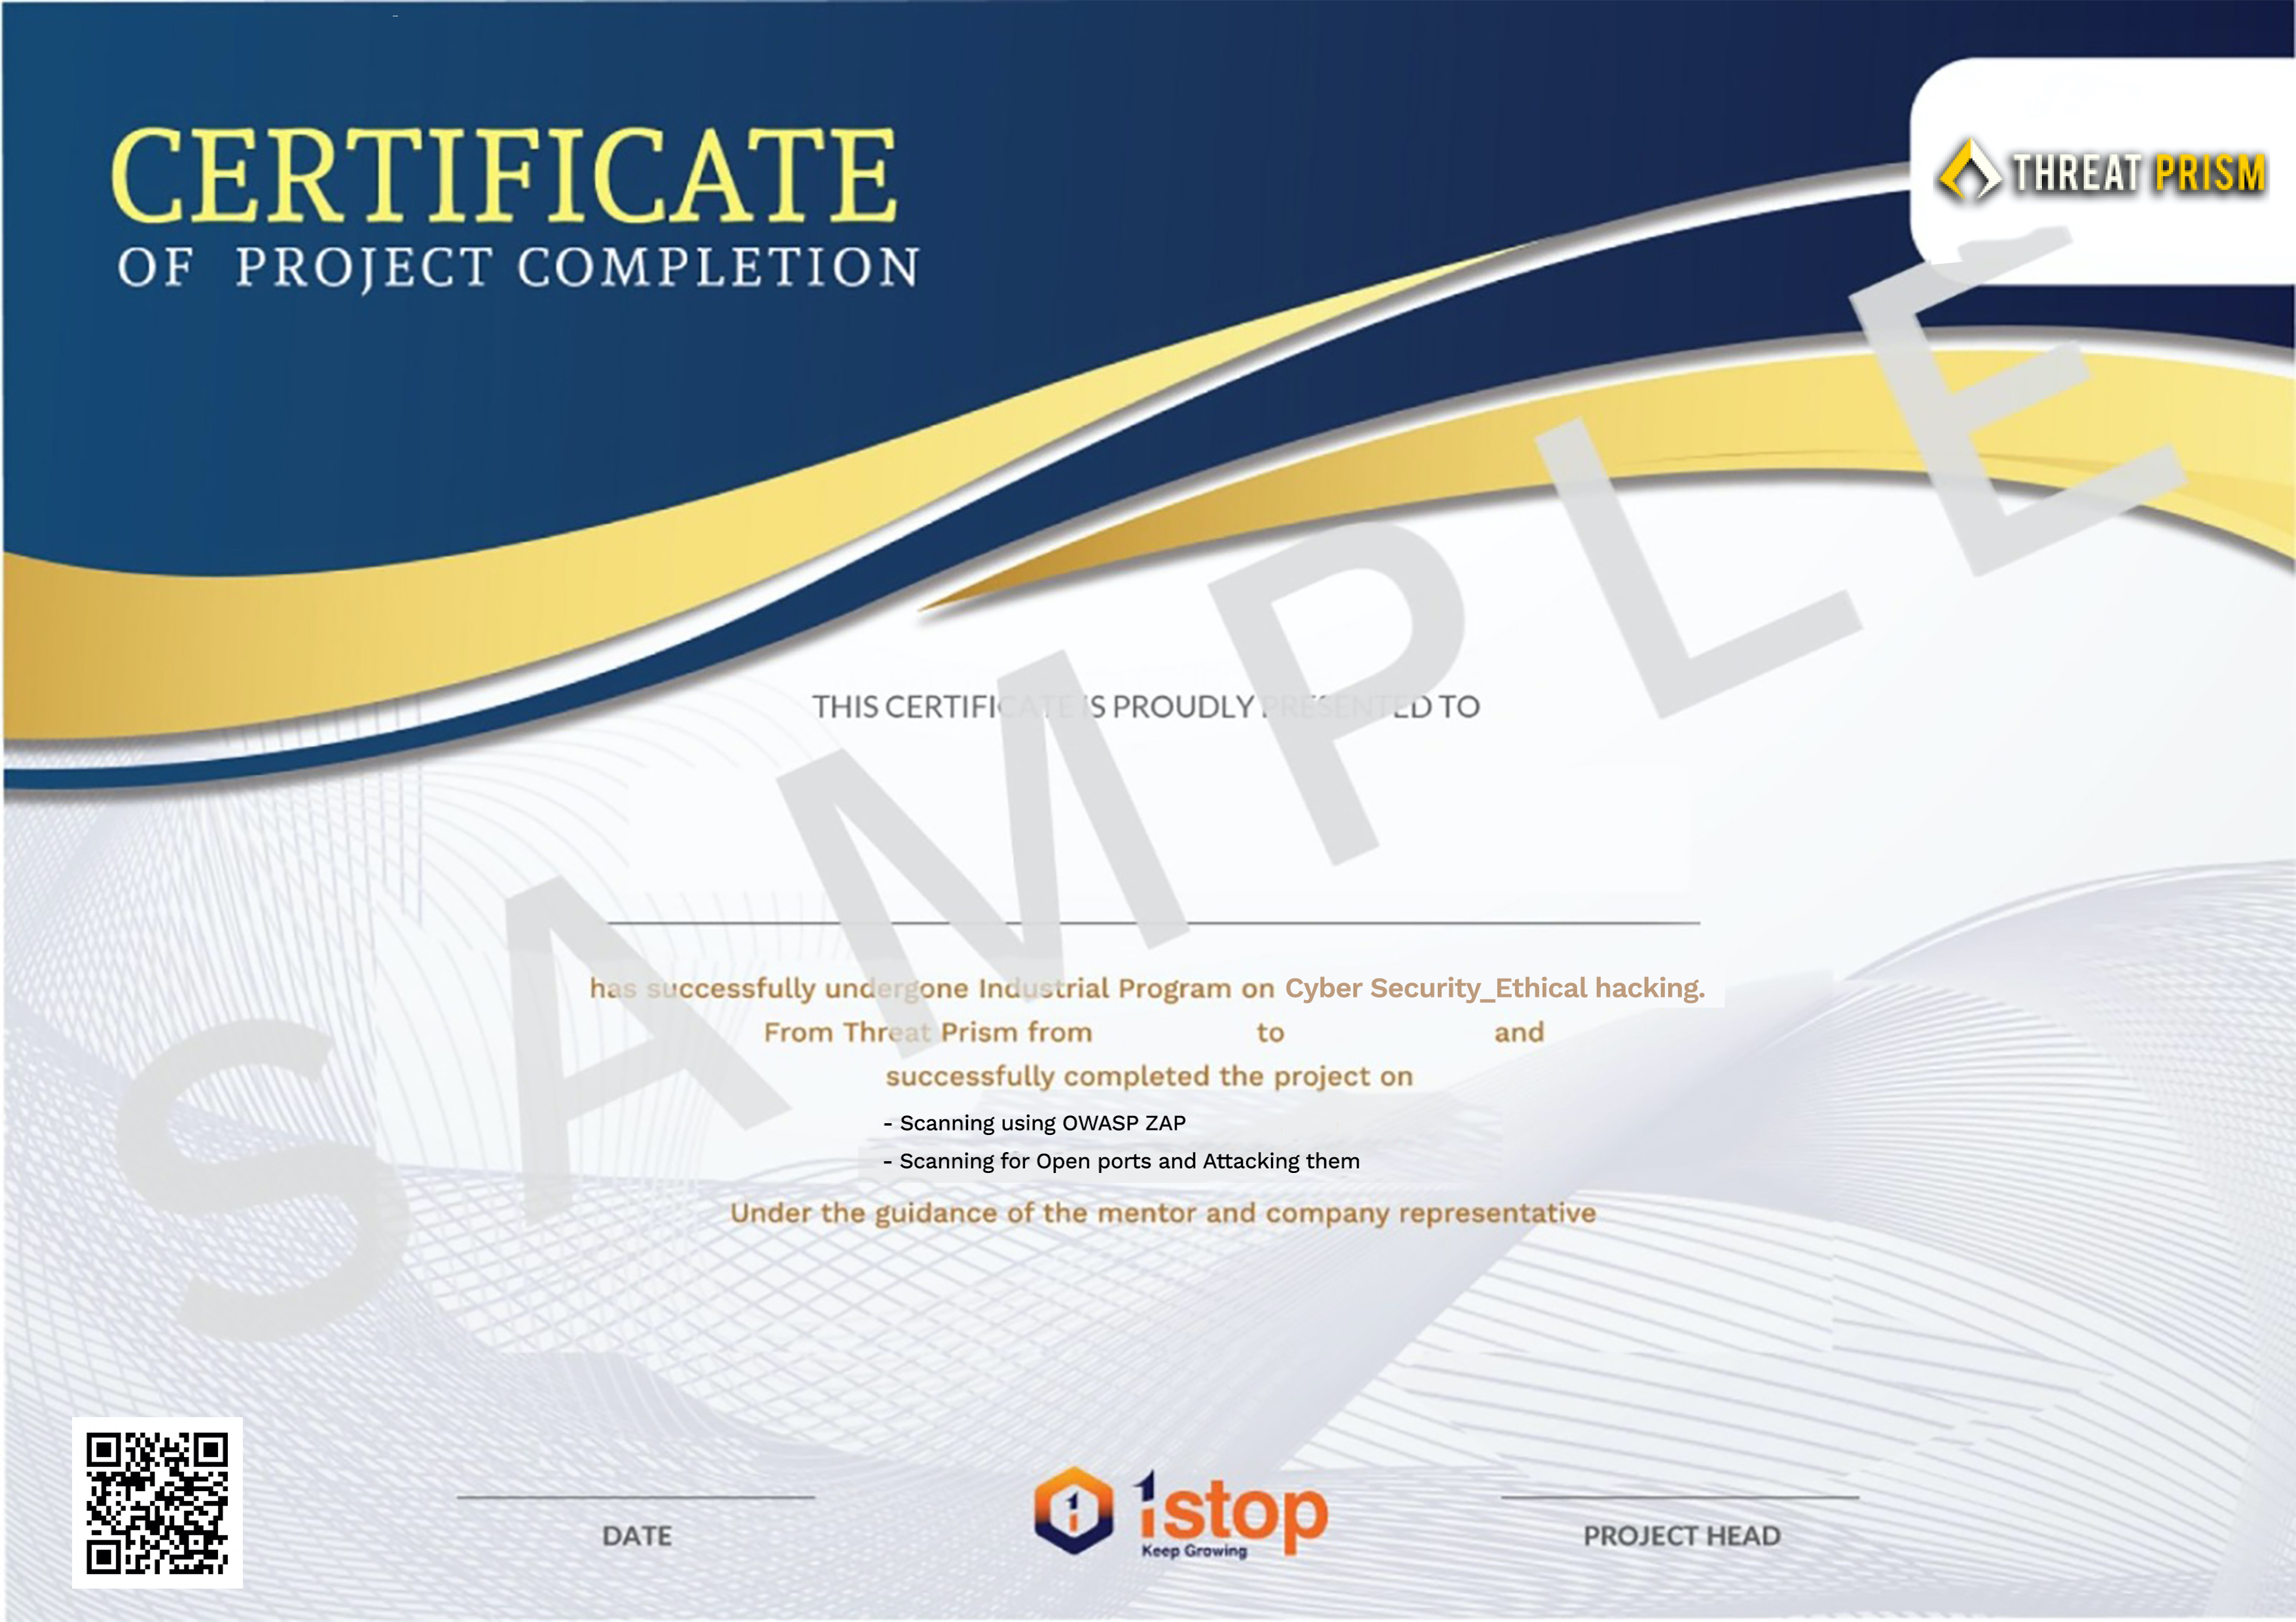 CERTIFICATE
OF PROJECT COMPLETION
THREAT PRISM
SAMPLE
THIS CERTIFICATE IS PROUDLY PRESENTED TO
has successfully undergone Industrial Program on Cyber Security_Ethical hacking.
From Threat Prism from to and
successfully completed the project on
- Scanning using OWASP ZAP
- Scanning for Open ports and Attacking them
Under the guidance of the mentor and company representative
DATE
1stop
Keep Growing
PROJECT HEAD